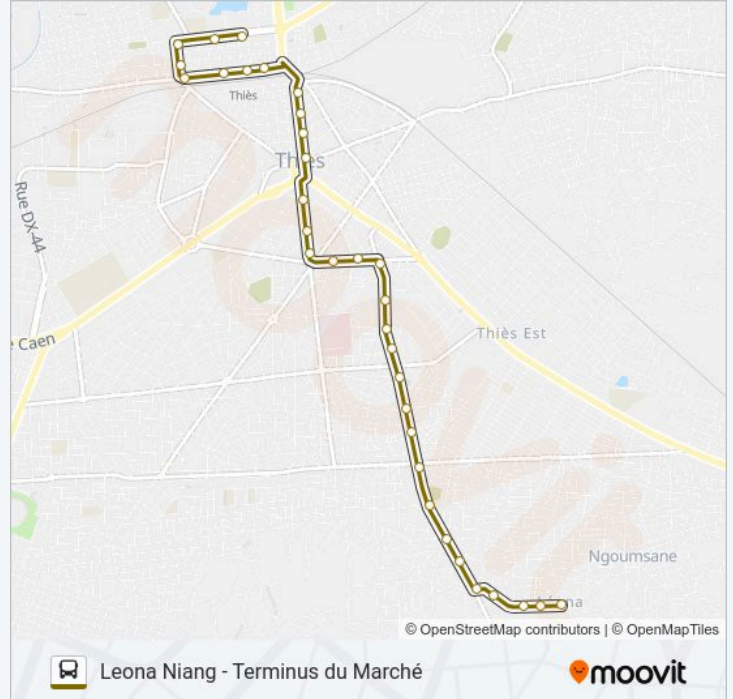 Thiès
Thiès
Rue DX-44
Thiès Est
Caen
Ngoumsane
© OpenStreetMap contributors | © OpenMapTiles
Leona Niang - Terminus du Marché
moovit